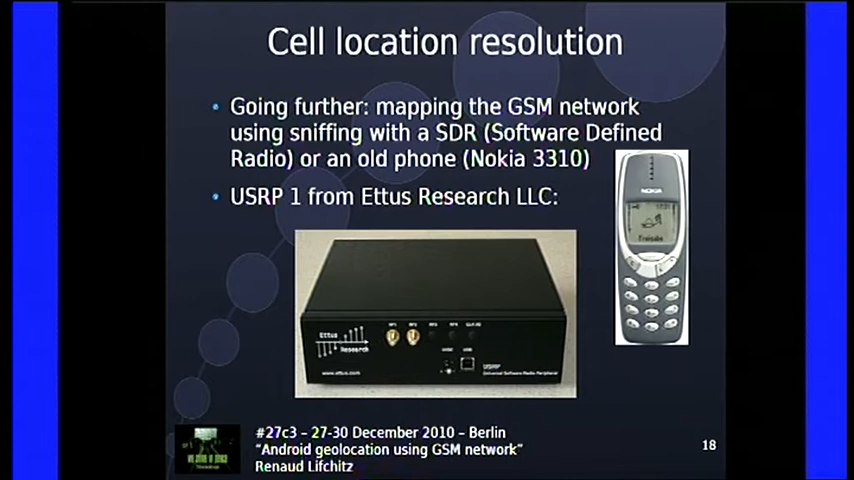 Cell location resolution
Going further: mapping the GSM network
using sniffing with a SDR (Software Defined
Radio) or an old phone (Nokia 3310)
USRP 1 from Ettus Research LLC:
NOKIA
Ettus
Research
www.ettus.com
USRP
Universal Software Radio Peripheral
#27c3 – 27-30 December 2010 – Berlin
"Android geolocation using GSM network"
Renaud Lifchitz
18